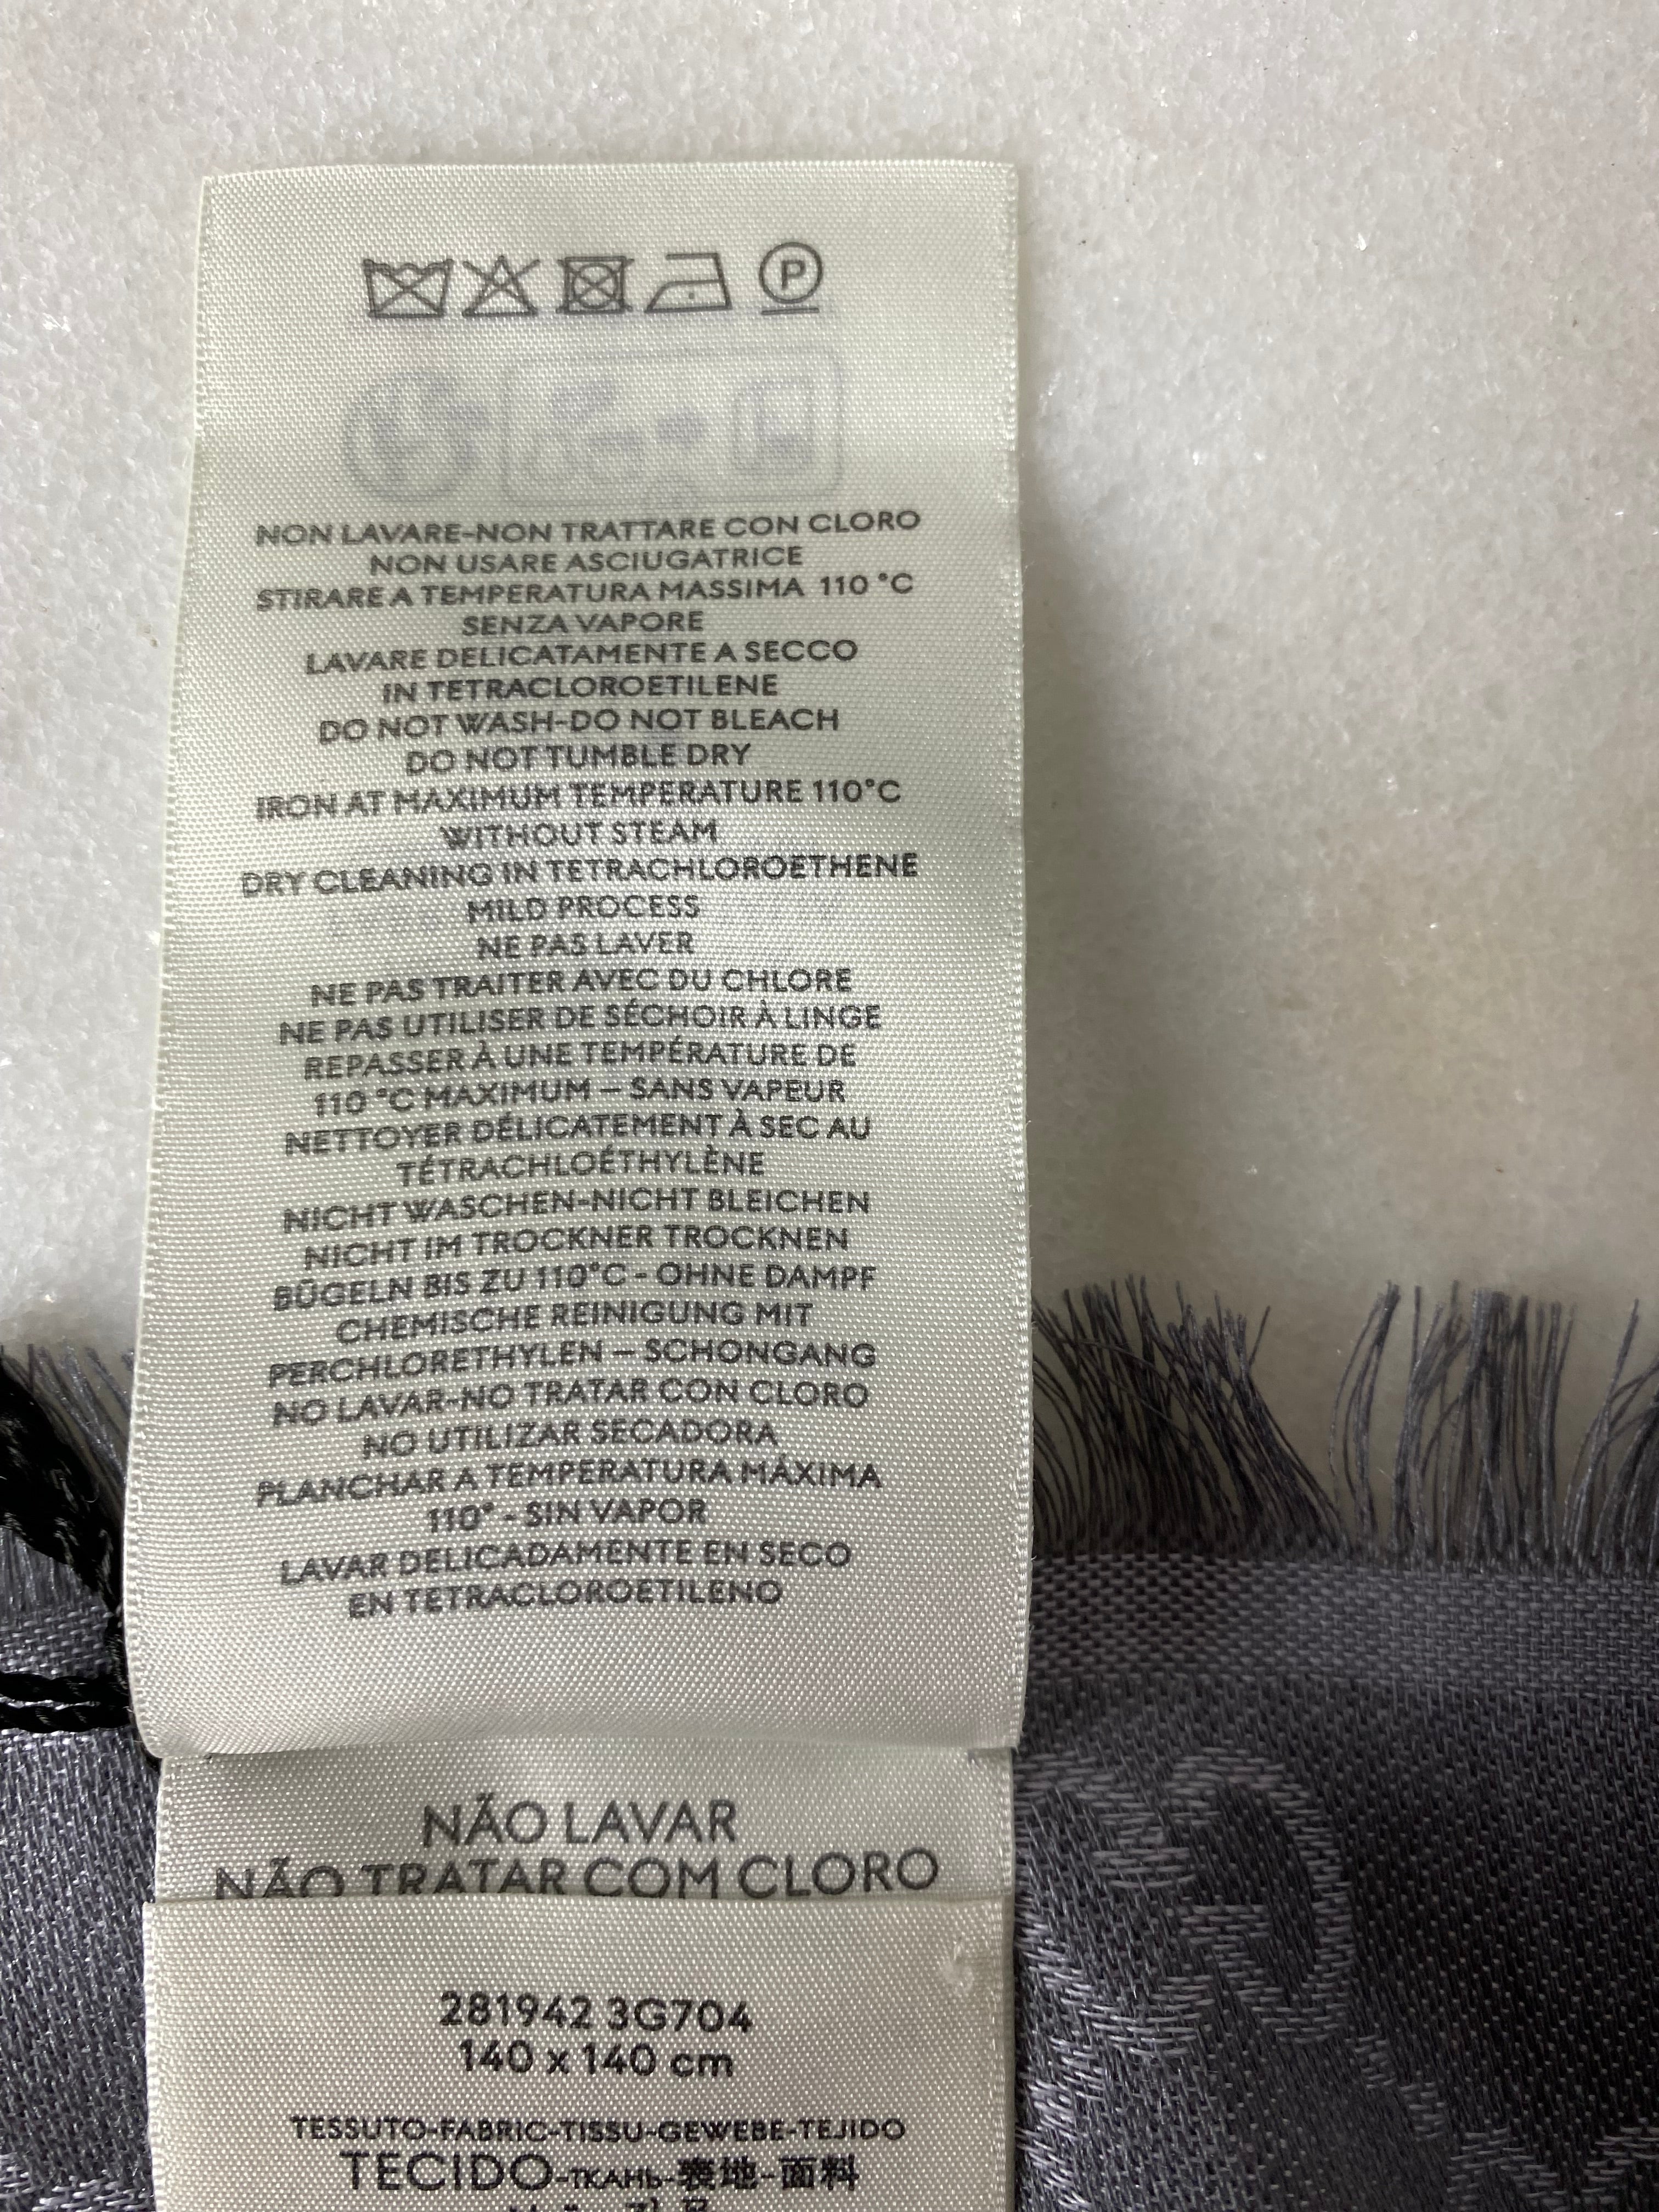 P
NON LAVARE-NON TRATTARE CON CLORO
NON USARE ASCIUGATRICE
STIRARE A TEMPERATURA MASSIMA 110 °C
SENZA VAPORE
LAVARE DELICATAMENTE A SECCO
IN TETRACLOROETILENE
DO NOT WASH-DO NOT BLEACH
DO NOT TUMBLE DRY
IRON AT MAXIMUM TEMPERATURE 110°C
WITHOUT STEAM
DRY CLEANING IN TETRACHLOROETHENE
MILD PROCESS
NE PAS LAVER
NE PAS TRAITER AVEC DU CHLORE
NE PAS UTILISER DE SÉCHOIR À LINGE
REPASSER À UNE TEMPÉRATURE DE
110 °C MAXIMUM – SANS VAPEUR
NETTOYER DÉLICATEMENT À SEC AU
TÉTRACHLOÉTHYLÈNE
NICHT WASCHEN-NICHT BLEICHEN
NICHT IM TROCKNER TROCKNEN
BÜGELN BIS ZU 110°C - OHNE DAMPF
CHEMISCHE REINIGUNG MIT
PERCHLORETHYLEN – SCHONGANG
NO LAVAR-NO TRATAR CON CLORO
NO UTILIZAR SECADORA
PLANCHAR A TEMPERATURA MÁXIMA
110° - SIN VAPOR
LAVAR DELICADAMENTE EN SECO
EN TETRACLOROETILENO
NÃO LAVAR
NÃO TRATAR COM CLORO
281942 3G704
140 x 140 cm
TESSUTO-FABRIC-TISSU-GEWEBE-TEJIDO
TECIDO-ТКАНЬ-表地-面料